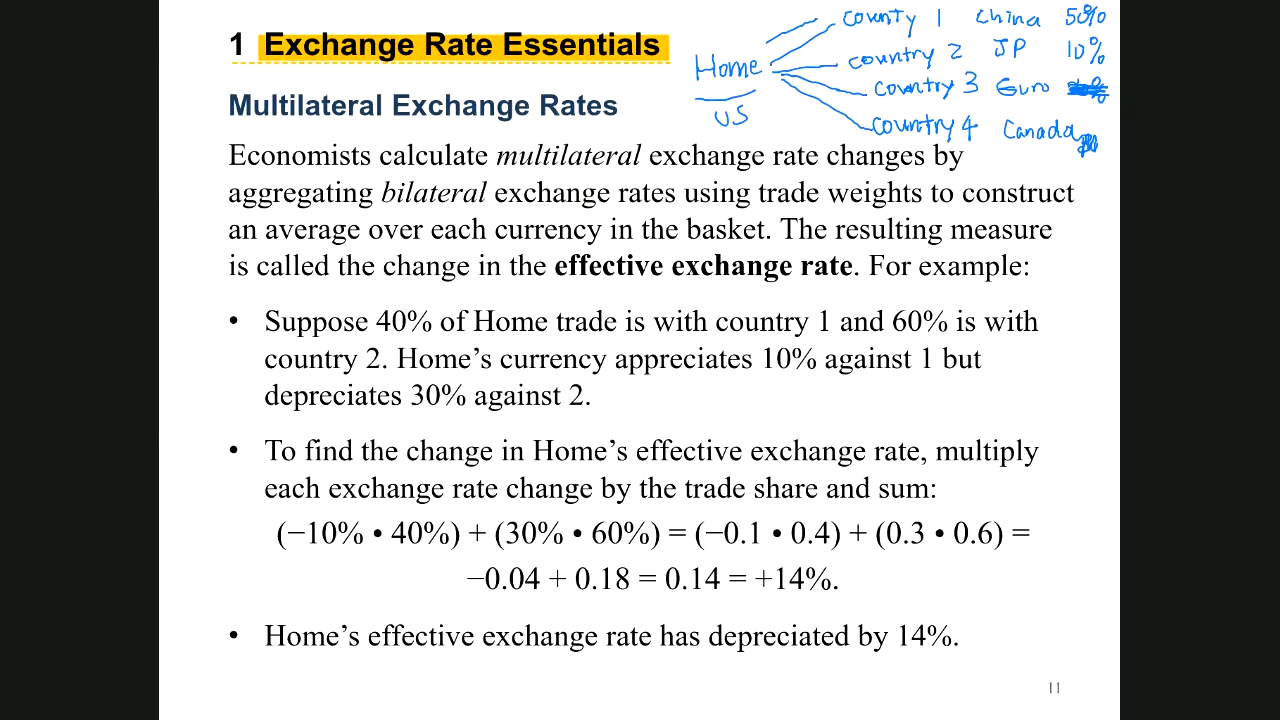 1 Exchange Rate Essentials
Home
US
county 1 China 50%
country 2 JP 10%
country 3 Euro
country 4 Canada
Multilateral Exchange Rates
Economists calculate multilateral exchange rate changes by
aggregating bilateral exchange rates using trade weights to construct
an average over each currency in the basket. The resulting measure
is called the change in the effective exchange rate. For example:
• Suppose 40% of Home trade is with country 1 and 60% is with
country 2. Home’s currency appreciates 10% against 1 but
depreciates 30% against 2.
• To find the change in Home’s effective exchange rate, multiply
each exchange rate change by the trade share and sum:
(−10% • 40%) + (30% • 60%) = (−0.1 • 0.4) + (0.3 • 0.6) =
−0.04 + 0.18 = 0.14 = +14%.
• Home’s effective exchange rate has depreciated by 14%.
11